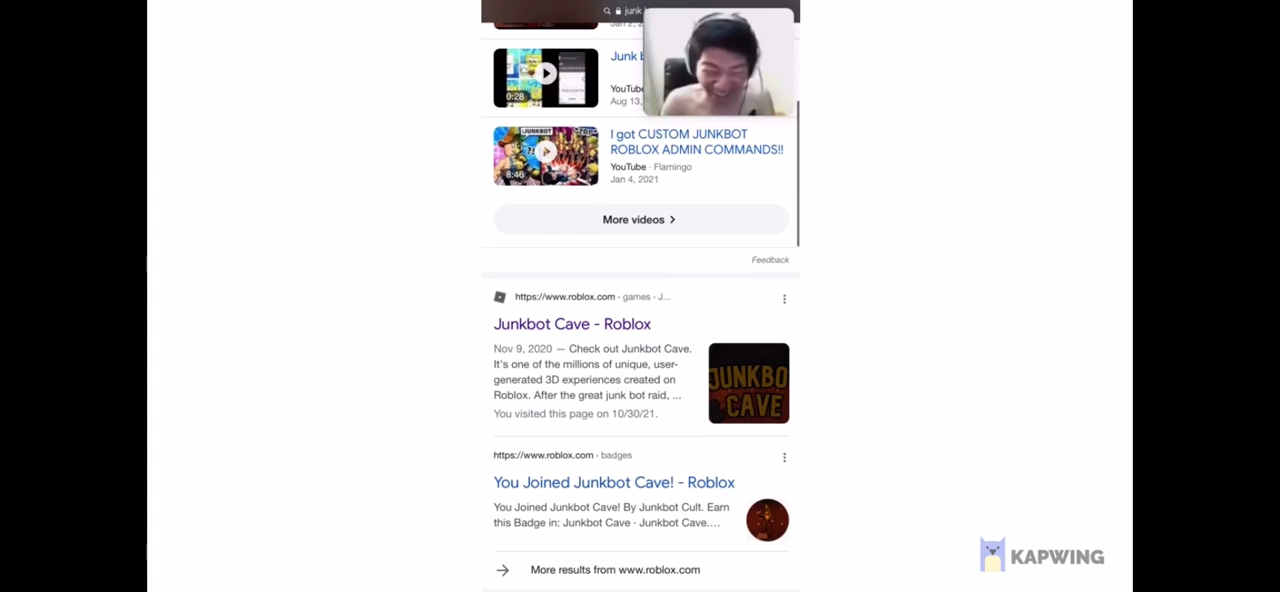 junk
Jan 2, 2
Junk b
0:28
YouTube
Aug 13,
JUNKBOT
I got CUSTOM JUNKBOT
ROBLOX ADMIN COMMANDS!!
8:46
YouTube · Flamingo
Jan 4, 2021
More videos
Feedback
https://www.roblox.com · games · J...
Junkbot Cave - Roblox
Nov 9, 2020 — Check out Junkbot Cave.
It's one of the millions of unique, user-
generated 3D experiences created on
Roblox. After the great junk bot raid, ...
You visited this page on 10/30/21.
JUNKBO
CAVE
https://www.roblox.com · badges
You Joined Junkbot Cave! - Roblox
You Joined Junkbot Cave! By Junkbot Cult. Earn
this Badge in: Junkbot Cave · Junkbot Cave....
More results from www.roblox.com
KAPWING